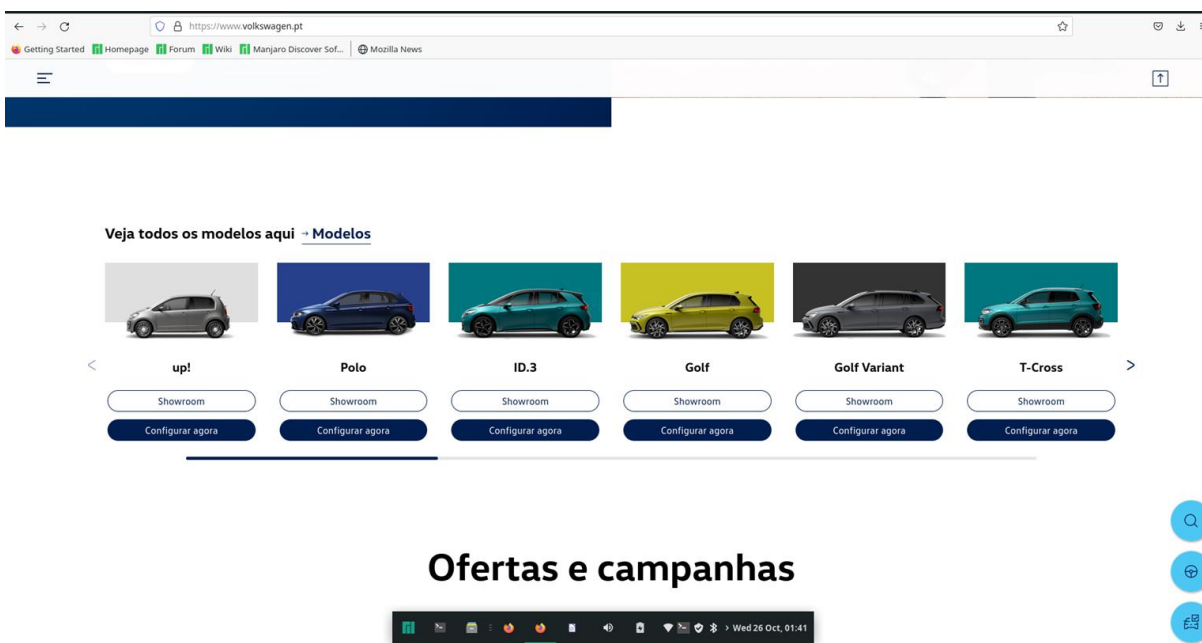 https://www.volkswagen.pt
Getting Started Homepage Forum Wiki Manjaro Discover Sof... Mozilla News
Veja todos os modelos aqui → Modelos
up! Polo ID.3 Golf Golf Variant T-Cross
Showroom Showroom Showroom Showroom Showroom Showroom
Configurar agora Configurar agora Configurar agora Configurar agora Configurar agora Configurar agora
Ofertas e campanhas
Wed 26 Oct, 01:41